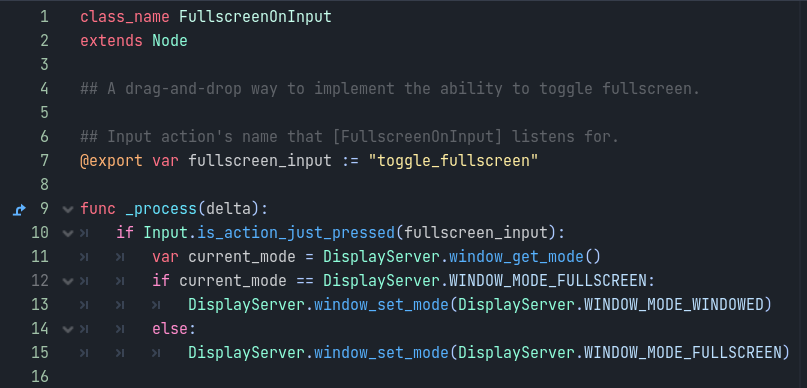 1 class_name FullscreenOnInput
2 extends Node
3
4 ## A drag-and-drop way to implement the ability to toggle fullscreen.
5
6 ## Input action's name that [FullscreenOnInput] listens for.
7 @export var fullscreen_input := "toggle_fullscreen"
8
9 func _process(delta):
10 if Input.is_action_just_pressed(fullscreen_input):
11 var current_mode = DisplayServer.window_get_mode()
12 if current_mode == DisplayServer.WINDOW_MODE_FULLSCREEN:
13 DisplayServer.window_set_mode(DisplayServer.WINDOW_MODE_WINDOWED)
14 else:
15 DisplayServer.window_set_mode(DisplayServer.WINDOW_MODE_FULLSCREEN)
16